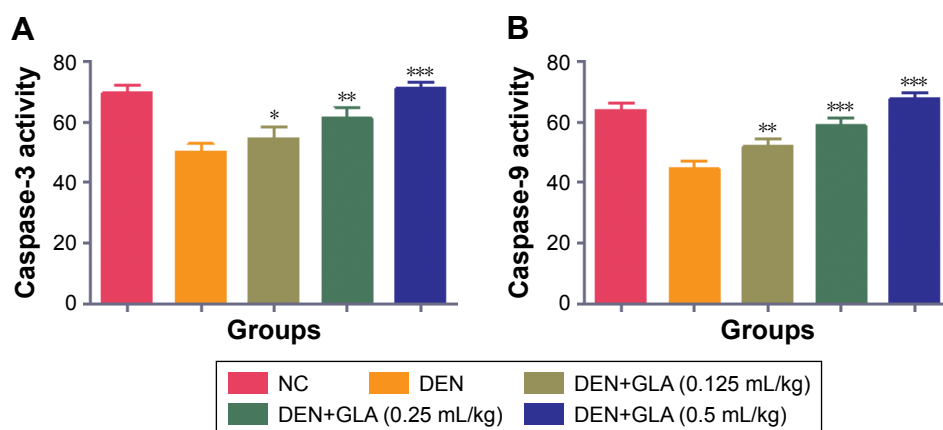 A
Caspase-3 activity
80
60
40
20
0
*
**
***
Groups
B
Caspase-9 activity
80
60
40
20
0
**
***
***
Groups
NC
DEN
DEN+GLA (0.125 mL/kg)
DEN+GLA (0.25 mL/kg)
DEN+GLA (0.5 mL/kg)